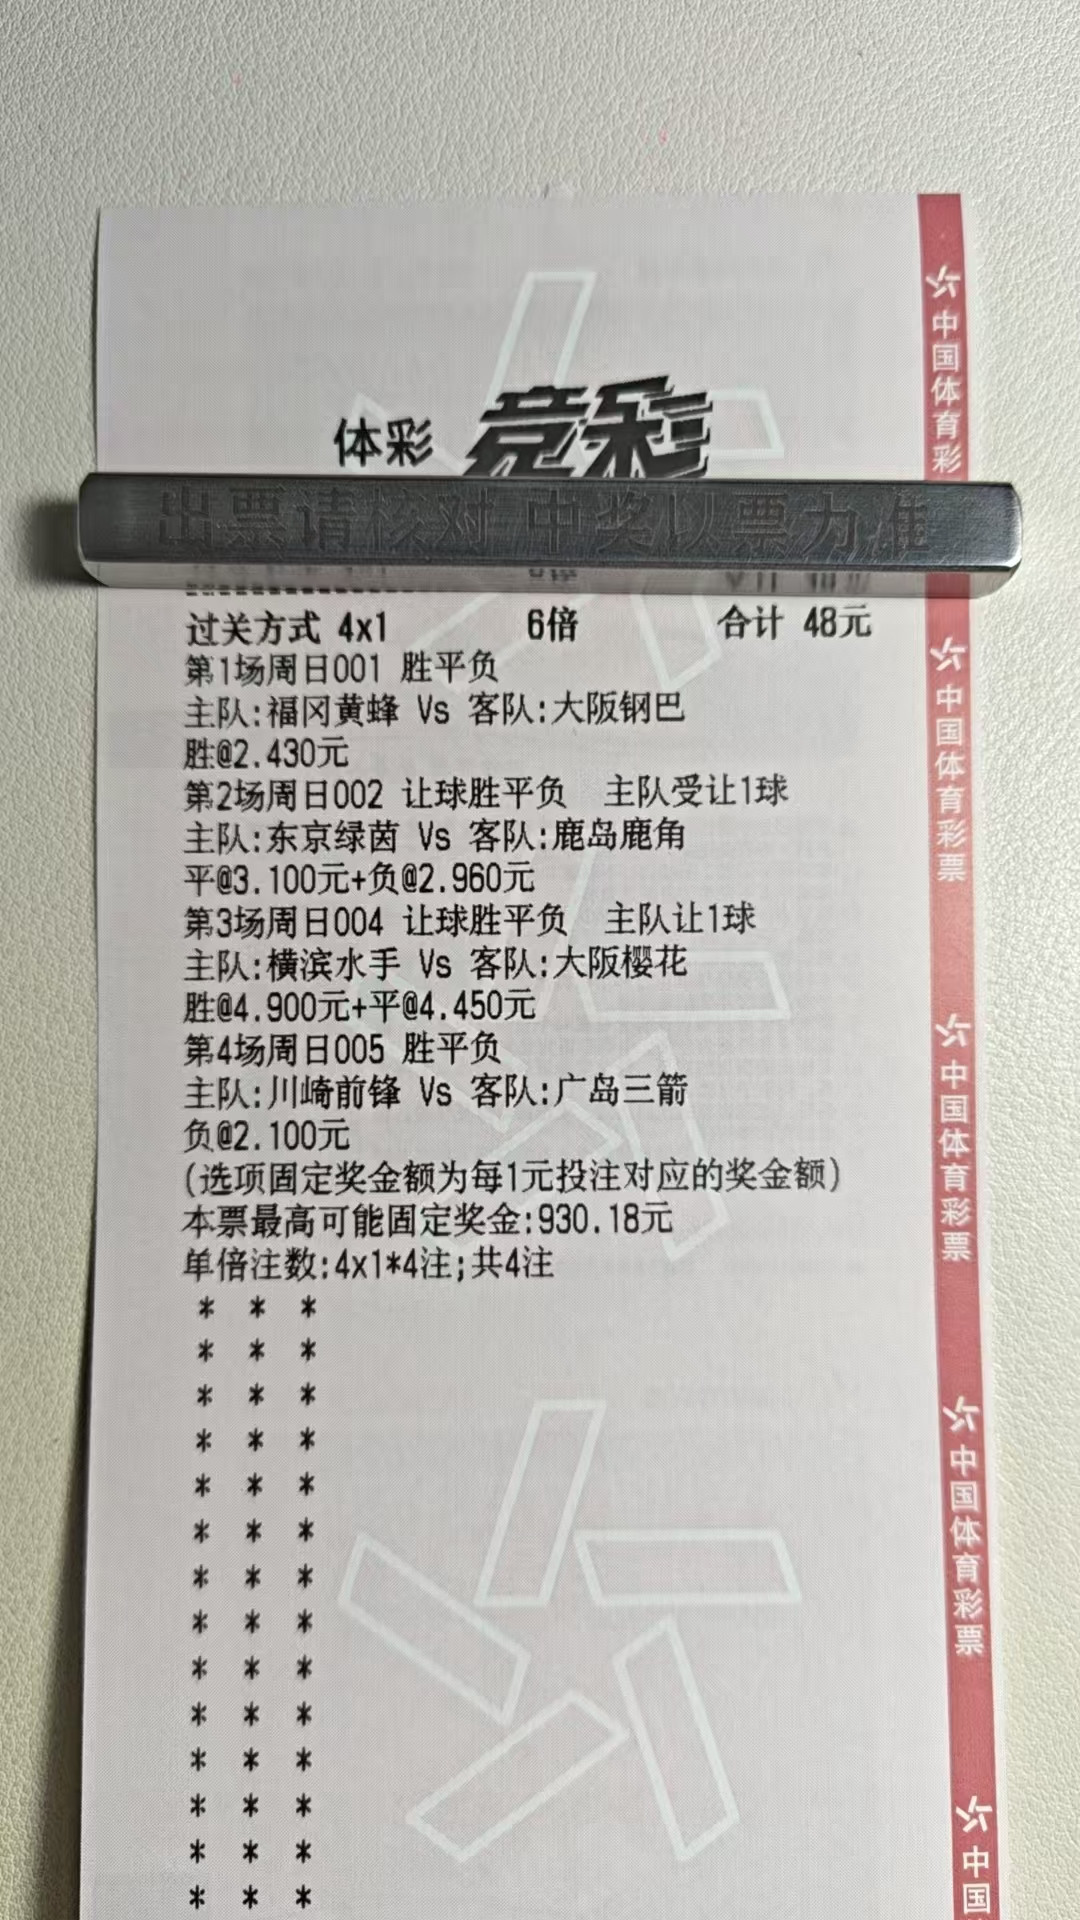 体彩 竞彩
出票请核对 中奖以票为准
过关方式 4x1 6倍 合计 48元
第1场周日001 胜平负
主队:福冈黄蜂 Vs 客队:大阪钢巴
胜@2.430元
第2场周日002 让球胜平负 主队受让1球
主队:东京绿茵 Vs 客队:鹿岛鹿角
平@3.100元+负@2.960元
第3场周日004 让球胜平负 主队让1球
主队:横滨水手 Vs 客队:大阪樱花
胜@4.900元+平@4.450元
第4场周日005 胜平负
主队:川崎前锋 Vs 客队:广岛三箭
负@2.100元
(选项固定奖金额为每1元投注对应的奖金额)
本票最高可能固定奖金:930.18元
单倍注数:4x1*4注;共4注
* * *
* * *
* * *
* * *
* * *
* * *
* * *
* * *
* * *
* * *
* * *
* * *
* * *
* * *
中国体育彩
中国体育彩票
中国体育彩票
中国体育彩票
中国